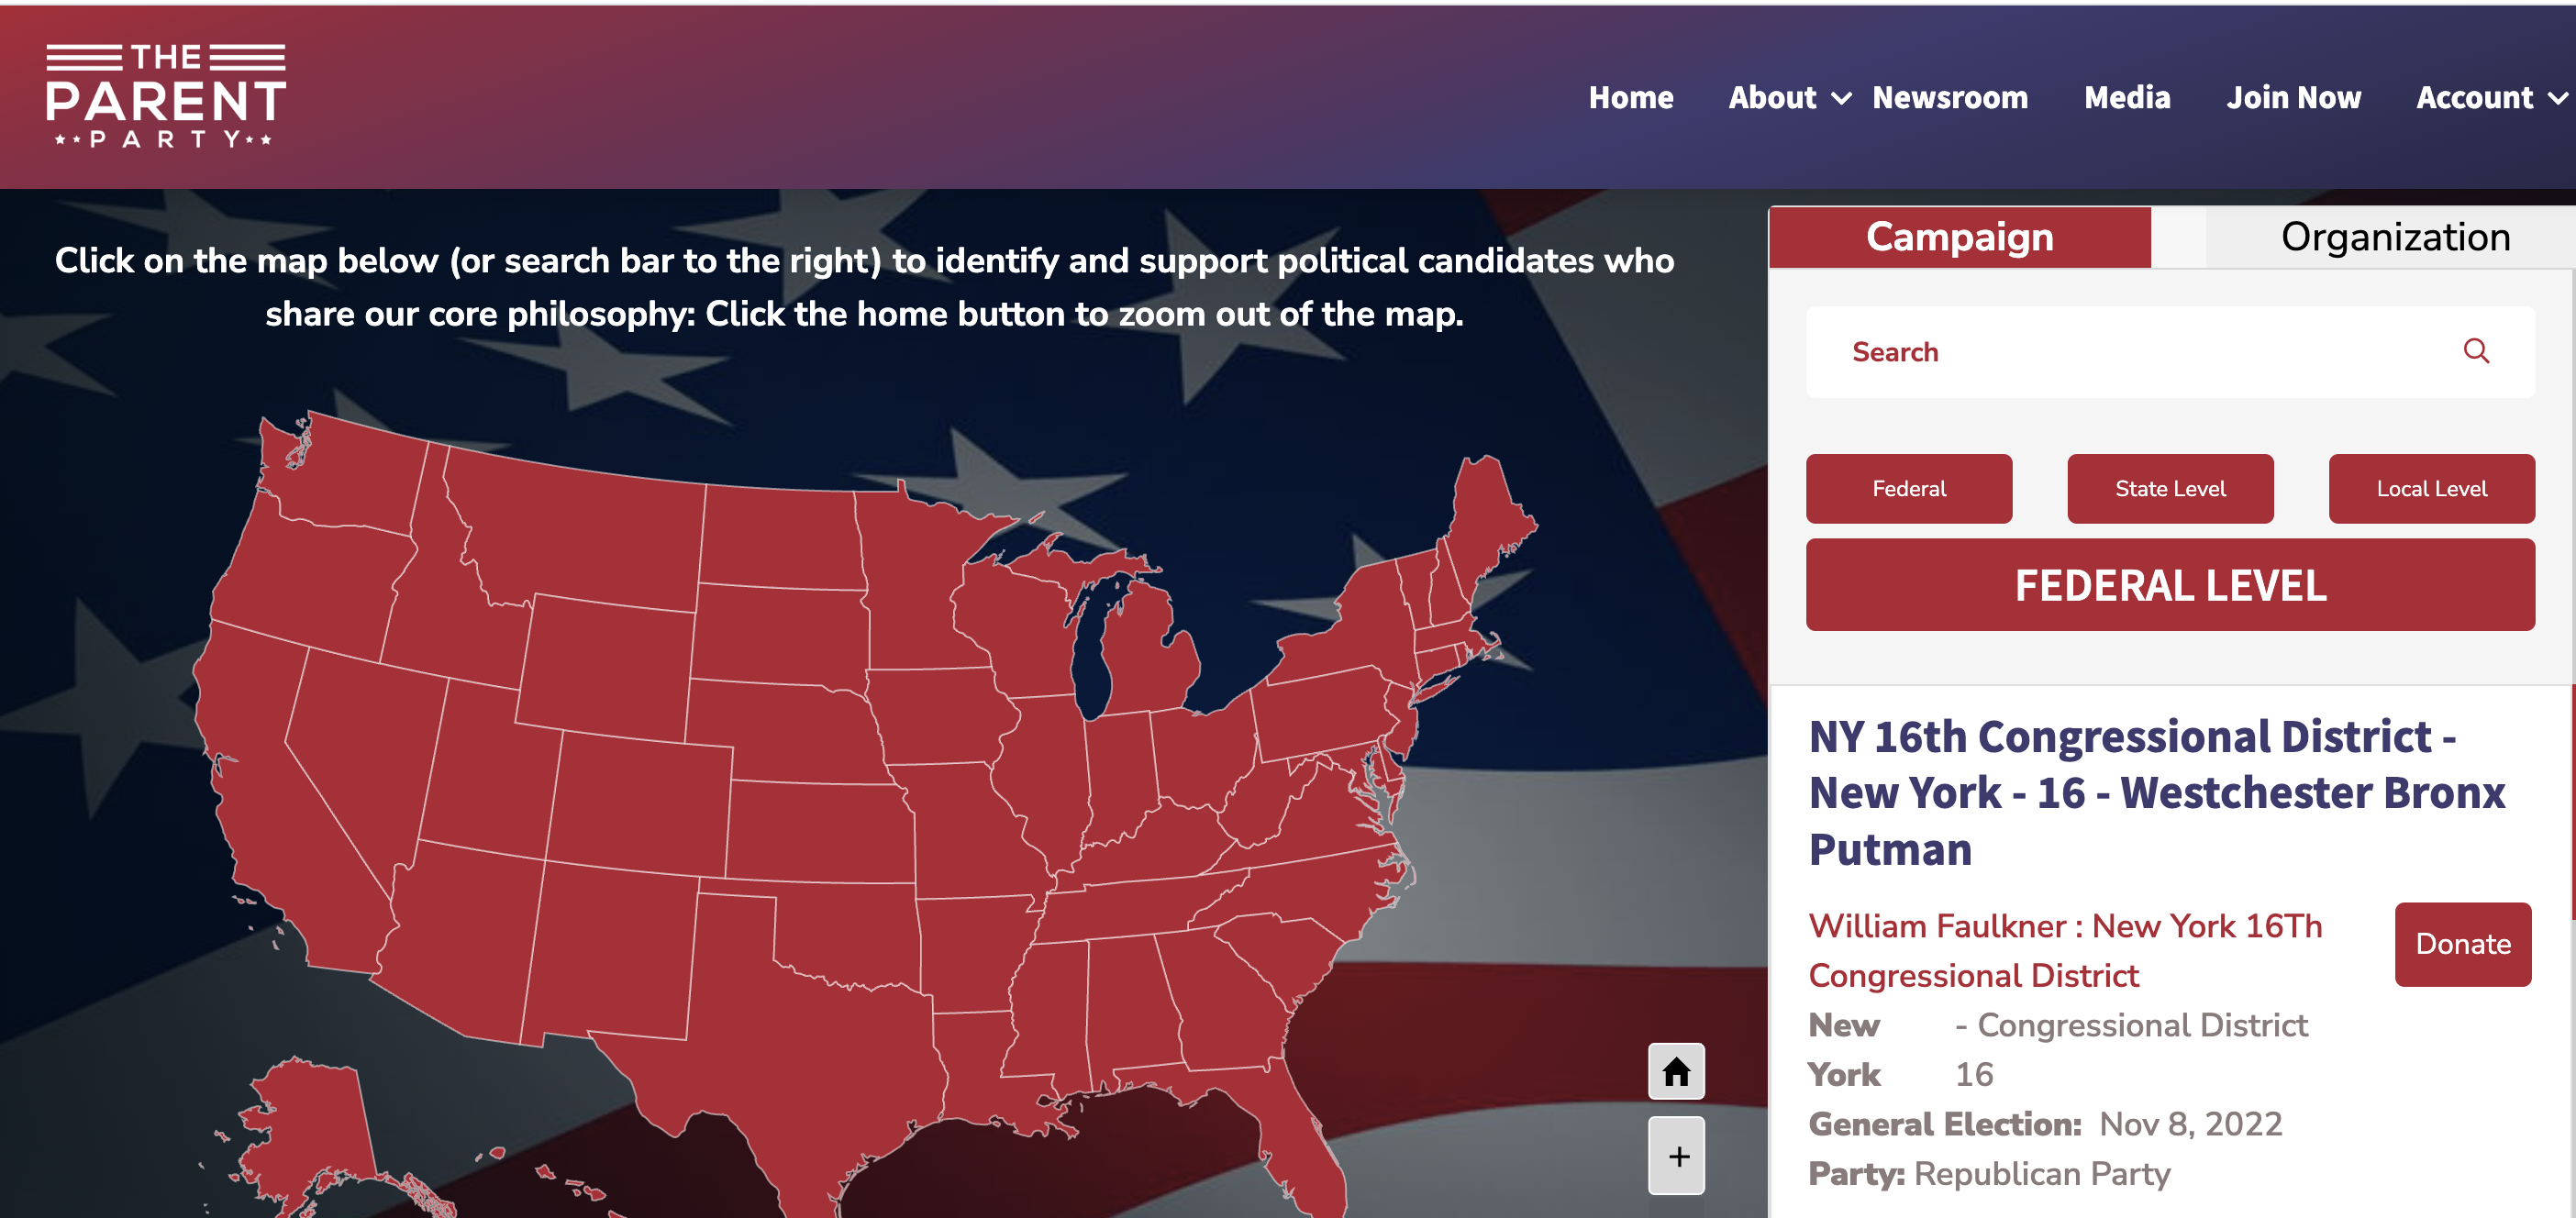 THE
PARENT
PARTY
Home About Newsroom Media Join Now Account
Click on the map below (or search bar to the right) to identify and support political candidates who
share our core philosophy: Click the home button to zoom out of the map.
Campaign Organization
Search
Federal State Level Local Level
FEDERAL LEVEL
NY 16th Congressional District -
New York - 16 - Westchester Bronx
Putman
William Faulkner : New York 16Th
Congressional District
Donate
New - Congressional District
York 16
General Election: Nov 8, 2022
Party: Republican Party
+